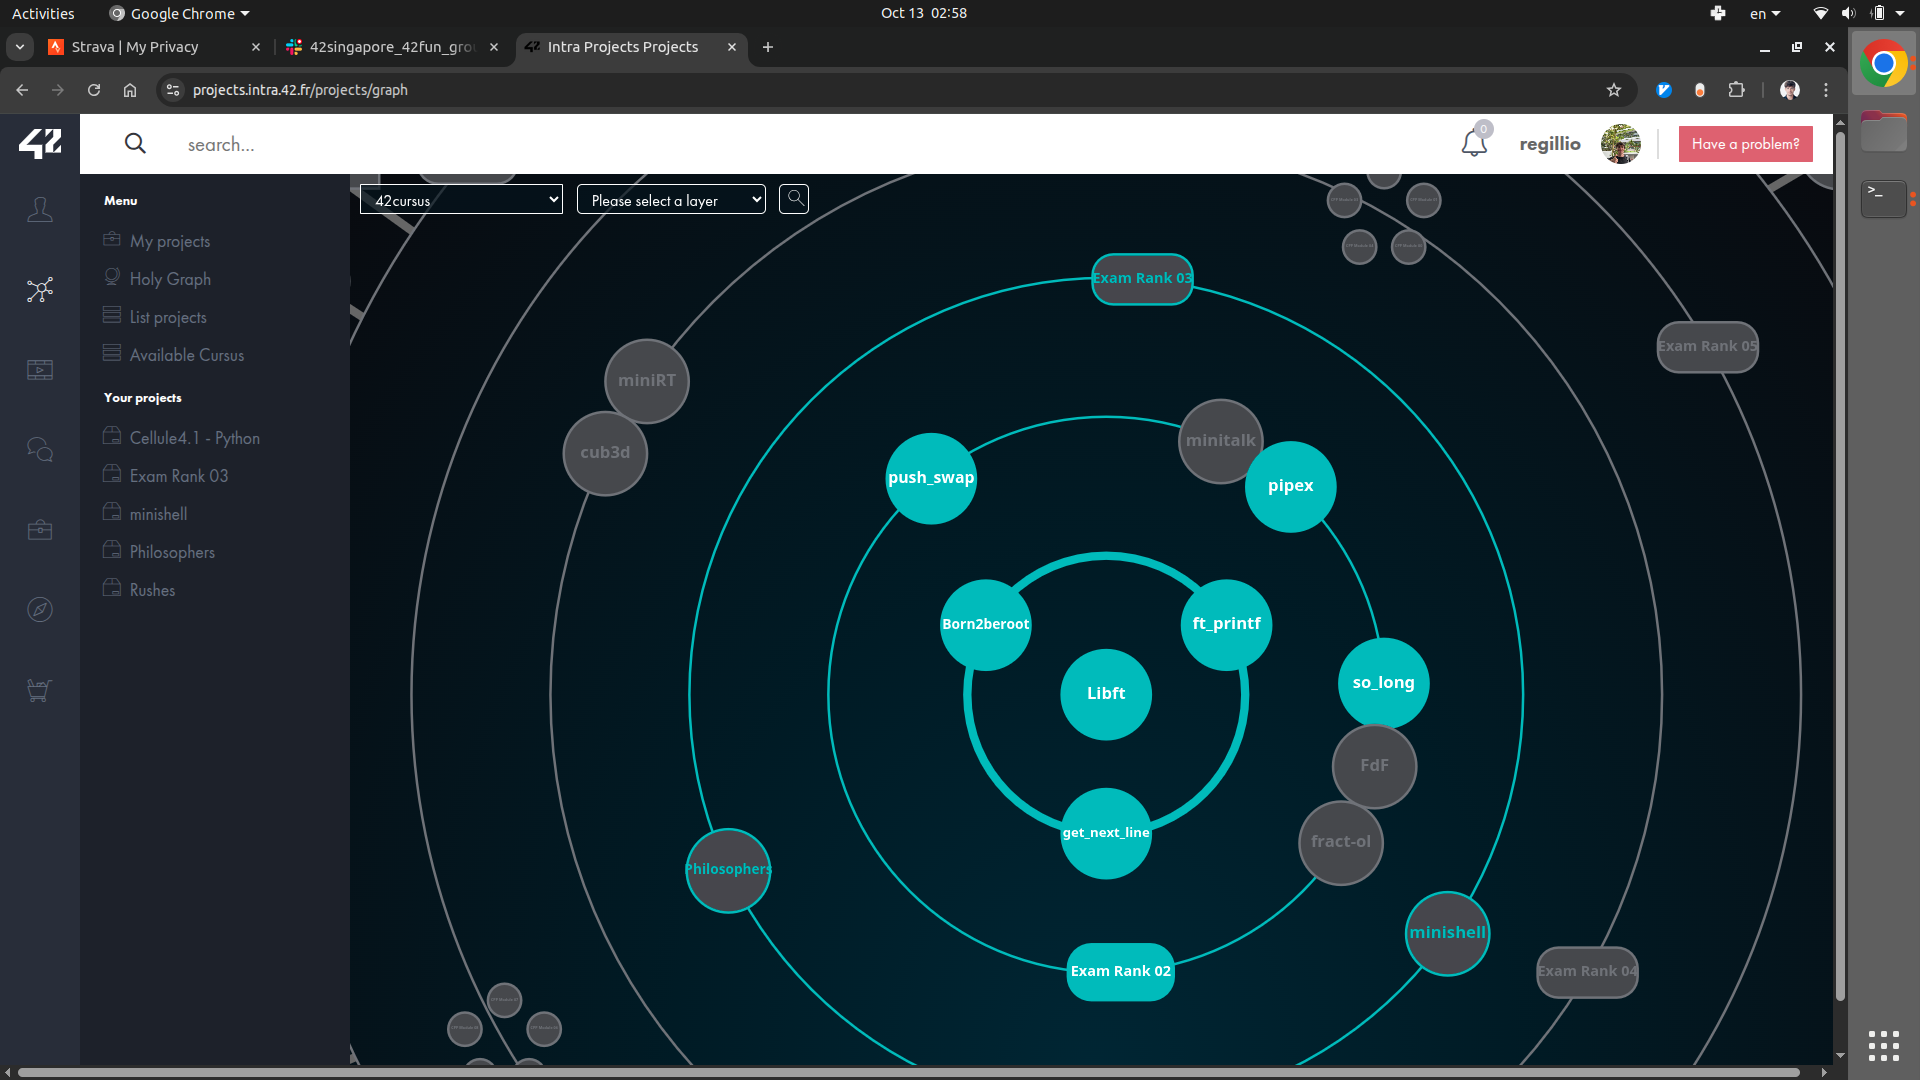 Activities
Google Chrome
Oct 13 02:58
en
Strava | My Privacy
42singapore_42fun_grou
Intra Projects Projects
projects.intra.42.fr/projects/graph
42
search...
0
regillio
Have a problem?
Menu
My projects
Holy Graph
List projects
Available Cursus
Your projects
Cellule4.1 - Python
Exam Rank 03
minishell
Philosophers
Rushes
42cursus
Please select a layer
Exam Rank 03
Exam Rank 05
miniRT
cub3d
minitalk
push_swap
pipex
Born2beroot
ft_printf
Libft
so_long
FdF
get_next_line
fract-ol
Philosophers
minishell
Exam Rank 02
Exam Rank 04